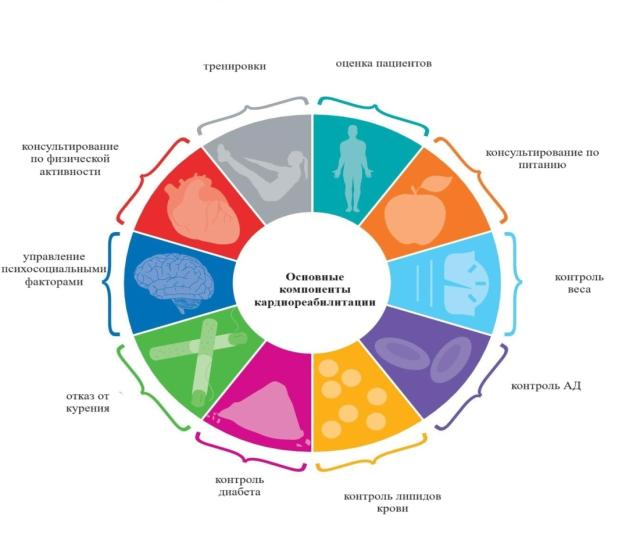 оценка пациентов
консультирование по
питанию
контроль
веса
контроль АД
контроль липидов
крови
контроль
диабета
отказ от
курения
управление
психосоциальными
факторами
консультирование
по физической
активности
тренировки
Основные
компоненты
кардиореабилитации